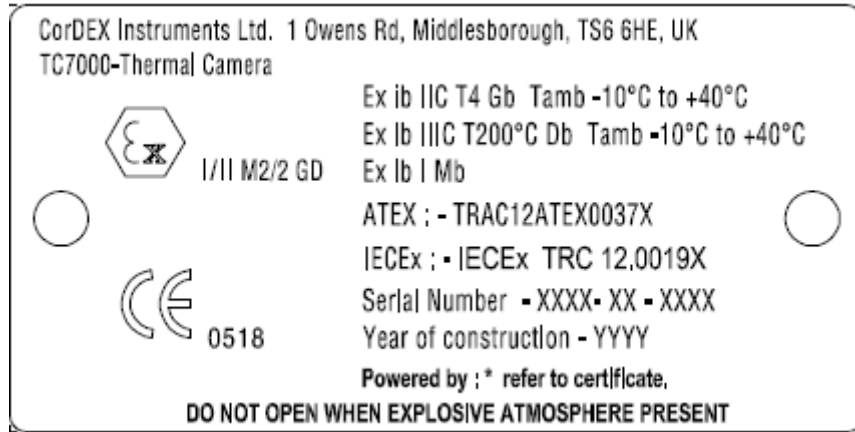 CorDEX Instruments Ltd. 1 Owens Rd, Middlesborough, TS6 6HE, UK
TC7000-Thermal Camera
Ex ib IIC T4 Gb Tamb -10°C to +40°C
Ex Ib IIIC T200°C Db Tamb -10°C to +40°C
Ex
I/II M2/2 GD
Ex Ib I Mb
ATEX : - TRAC12ATEX0037X
IECEx : - IECEx TRC 12.0019X
Serial Number - XXXX- XX - XXXX
CE 0518
Year of construction - YYYY
Powered by : * refer to certificate.
DO NOT OPEN WHEN EXPLOSIVE ATMOSPHERE PRESENT